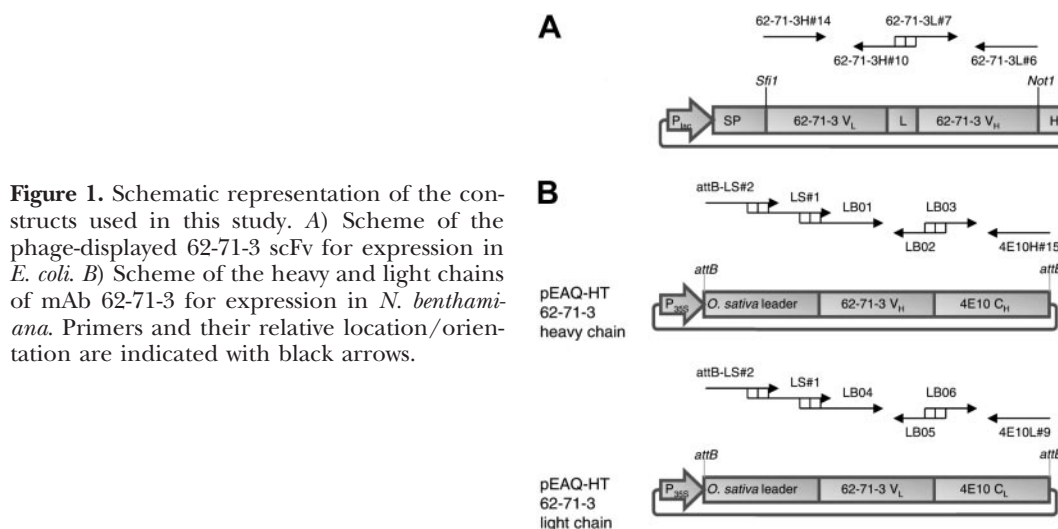 Figure 1. Schematic representation of the con-
structs used in this study. A) Scheme of the
phage-displayed 62-71-3 scFv for expression in
E. coli. B) Scheme of the heavy and light chains
of mAb 62-71-3 for expression in N. benthami-
ana. Primers and their relative location/orien-
tation are indicated with black arrows.
A
62-71-3H#14 62-71-3L#7
62-71-3H#10 62-71-3L#6
Sfi1 Not1
Plac SP 62-71-3 VL L 62-71-3 VH H
B
attB-LS#2 LS#1 LB01 LB03
LB02 4E10H#15
attB attB
pEAQ-HT
62-71-3
heavy chain
P35S O. sativa leader 62-71-3 VH 4E10 CH
attB-LS#2 LS#1 LB04 LB06
LB05 4E10L#9
attB attB
pEAQ-HT
62-71-3
light chain
P35S O. sativa leader 62-71-3 VL 4E10 CL